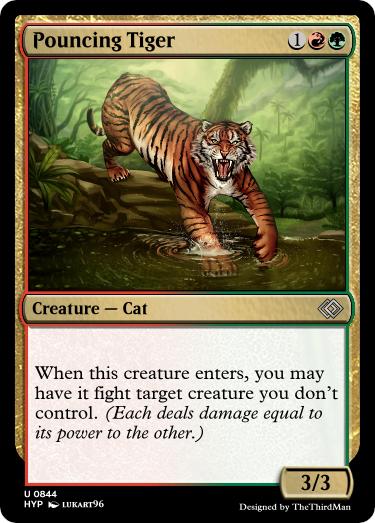 Pouncing Tiger 1
Creature — Cat
When this creature enters, you may
have it fight target creature you don't
control. (Each deals damage equal to
its power to the other.)
3/3
U 0844
HYP LUKART96
Designed by TheThirdMan